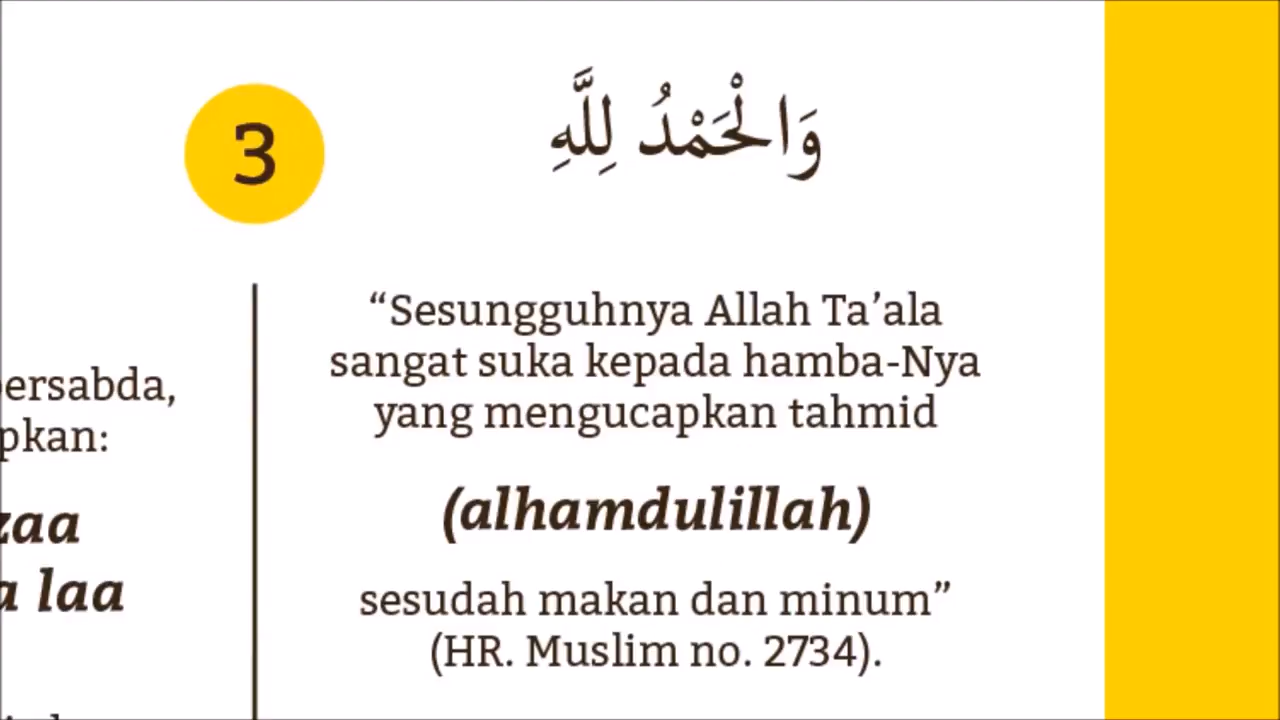 3
وَالْحَمْدُ لِلَّهِ
“Sesungguhnya Allah Ta’ala
sangat suka kepada hamba-Nya
yang mengucapkan tahmid
(alhamdulillah)
sesudah makan dan minum”
(HR. Muslim no. 2734).
ersabda,
pkan:
zaa
a laa